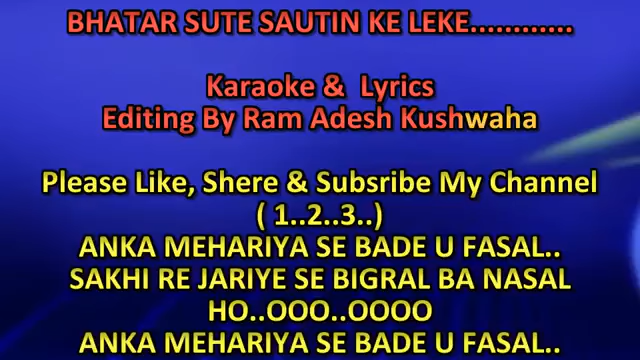 BHATAR SUTE SAUTIN KE LEKE............
Karaoke & Lyrics
Editing By Ram Adesh Kushwaha
Please Like, Shere & Subsribe My Channel
( 1..2..3..)
ANKA MEHARIYA SE BADE U FASAL..
SAKHI RE JARIYE SE BIGRAL BA NASAL
HO..OOO..OOOO
ANKA MEHARIYA SE BADE U FASAL..